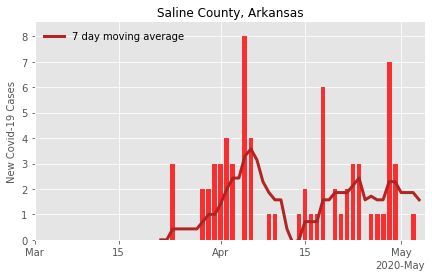 Saline County, Arkansas
7 day moving average
New Covid-19 Cases
8
7
6
5
4
3
2
1
0
Mar 15 Apr 15 May
2020-May